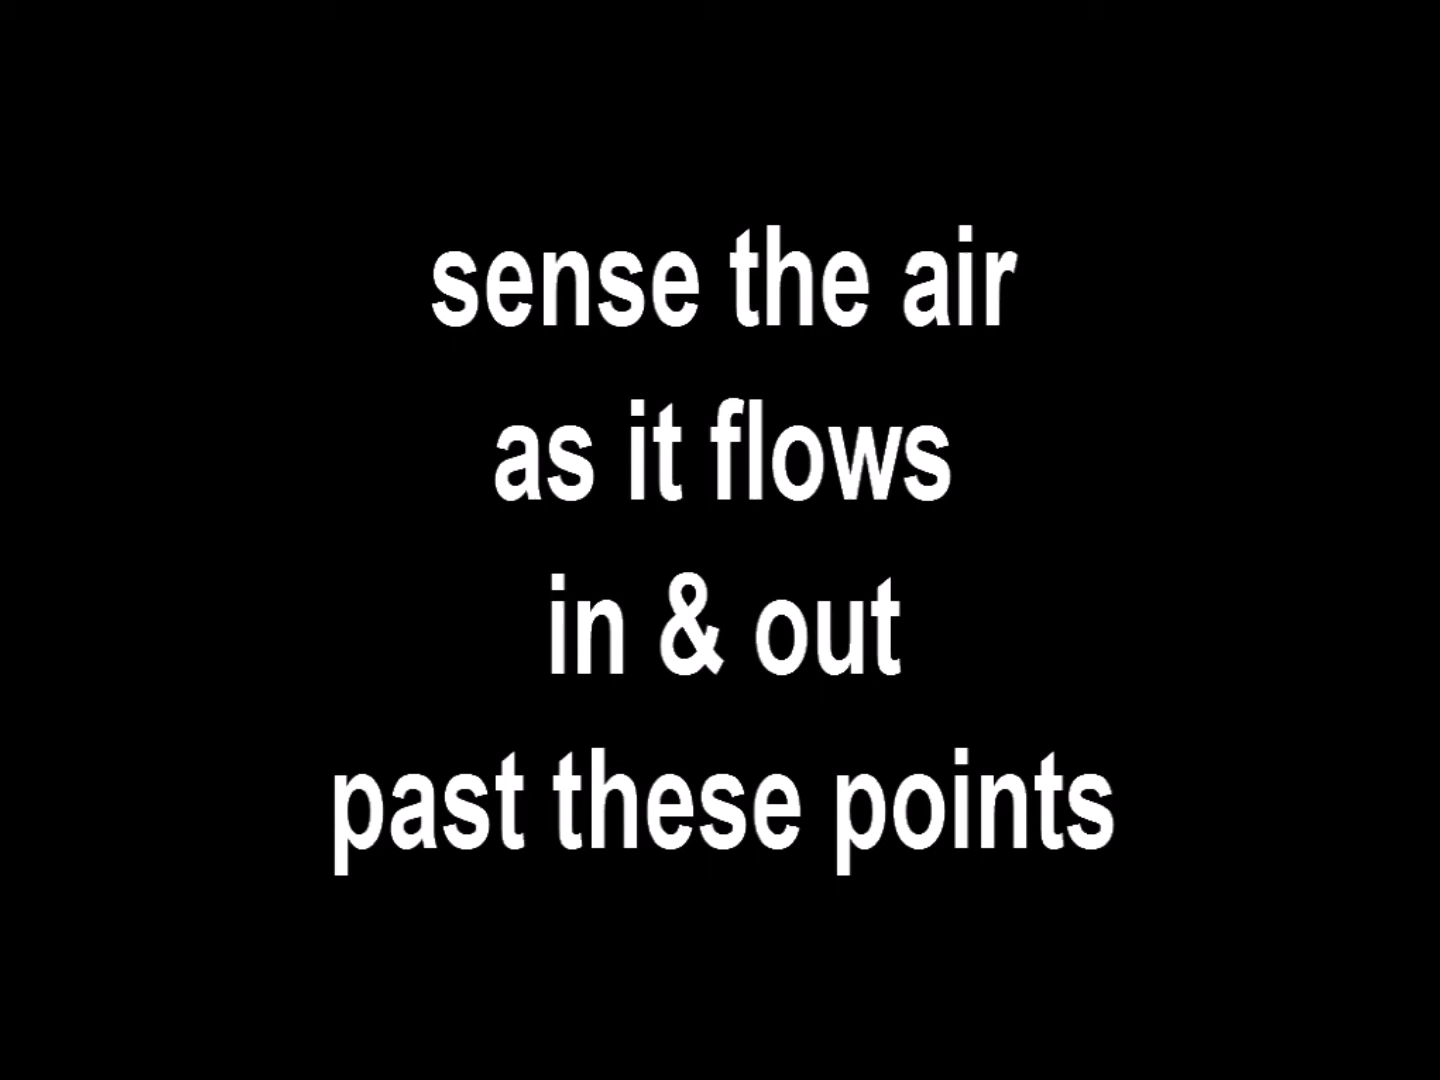 sense the air
as it flows
in & out
past these points